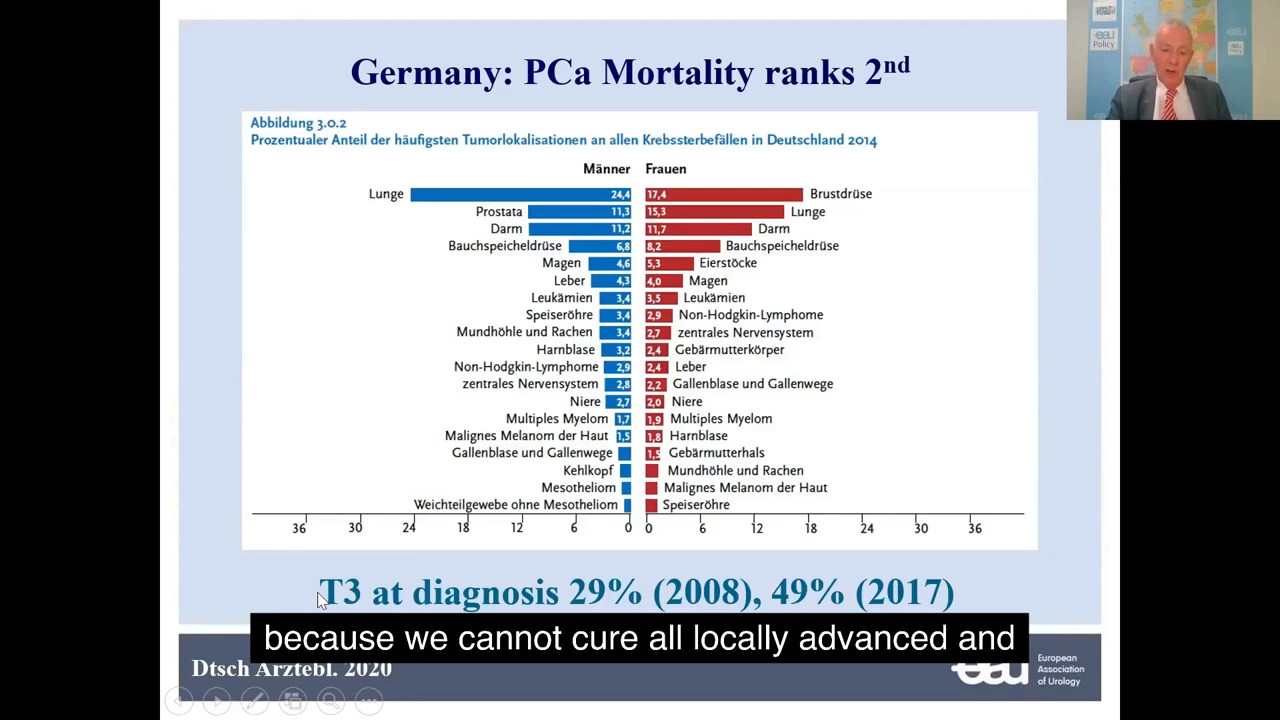 Germany: PCa Mortality ranks 2nd
eau
Policy
Abbildung 3.0.2
Prozentualer Anteil der häufigsten Tumorlokalisationen an allen Krebssterbefällen in Deutschland 2014
Männer Frauen
Lunge 24,4 17,4 Brustdrüse
Prostata 11,3 15,3 Lunge
Darm 11,2 11,7 Darm
Bauchspeicheldrüse 6,8 8,2 Bauchspeicheldrüse
Magen 4,6 5,3 Eierstöcke
Leber 4,3 4,0 Magen
Leukämien 3,4 3,5 Leukämien
Speiseröhre 3,4 2,9 Non-Hodgkin-Lymphome
Mundhöhle und Rachen 3,4 2,7 zentrales Nervensystem
Harnblase 3,2 2,4 Gebärmutterkörper
Non-Hodgkin-Lymphome 2,9 2,4 Leber
zentrales Nervensystem 2,8 2,2 Gallenblase und Gallenwege
Niere 2,7 2,0 Niere
Multiples Myelom 1,7 1,9 Multiples Myelom
Malignes Melanom der Haut 1,5 1,8 Harnblase
Gallenblase und Gallenwege 1,5 Gebärmutterhals
Kehlkopf Mundhöhle und Rachen
Mesotheliom Malignes Melanom der Haut
Weichteilgewebe ohne Mesotheliom Speiseröhre
36 30 24 18 12 6 0 0 6 12 18 24 30 36
T3 at diagnosis 29% (2008), 49% (2017)
because we cannot cure all locally advanced and
Dtsch Arztebl. 2020
eau
European
Association
of Urology